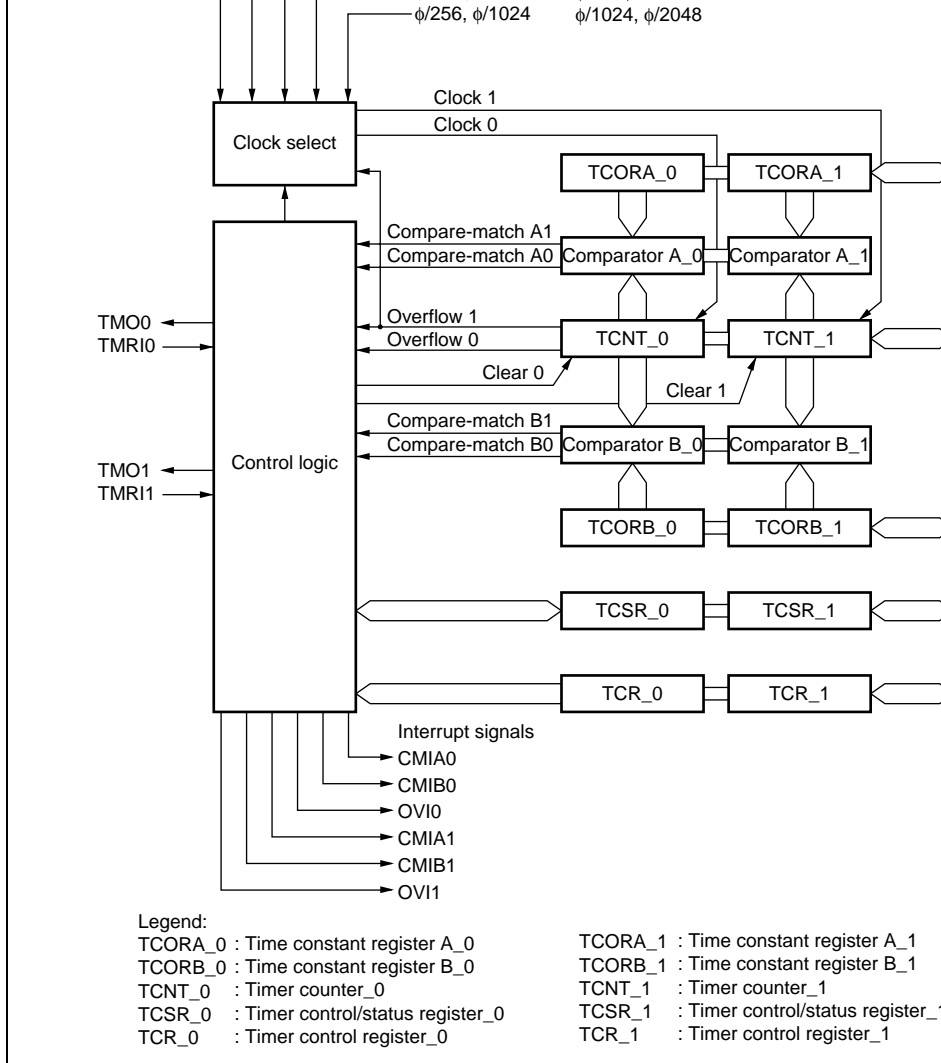 φ/256, φ/1024 φ/1024, φ/2048
Clock 1
Clock 0
Clock select
TCORA_0 TCORA_1
Compare-match A1
Compare-match A0
Comparator A_0 Comparator A_1
TMO0
TMRI0
Overflow 1
Overflow 0
TCNT_0 TCNT_1
Clear 0
Clear 1
Compare-match B1
Compare-match B0
Comparator B_0 Comparator B_1
Control logic
TMO1
TMRI1
TCORB_0 TCORB_1
TCSR_0 TCSR_1
TCR_0 TCR_1
Interrupt signals
CMIA0
CMIB0
OVI0
CMIA1
CMIB1
OVI1
Legend:
TCORA_0 : Time constant register A_0
TCORB_0 : Time constant register B_0
TCNT_0 : Timer counter_0
TCSR_0 : Timer control/status register_0
TCR_0 : Timer control register_0
TCORA_1 : Time constant register A_1
TCORB_1 : Time constant register B_1
TCNT_1 : Timer counter_1
TCSR_1 : Timer control/status register_1
TCR_1 : Timer control register_1